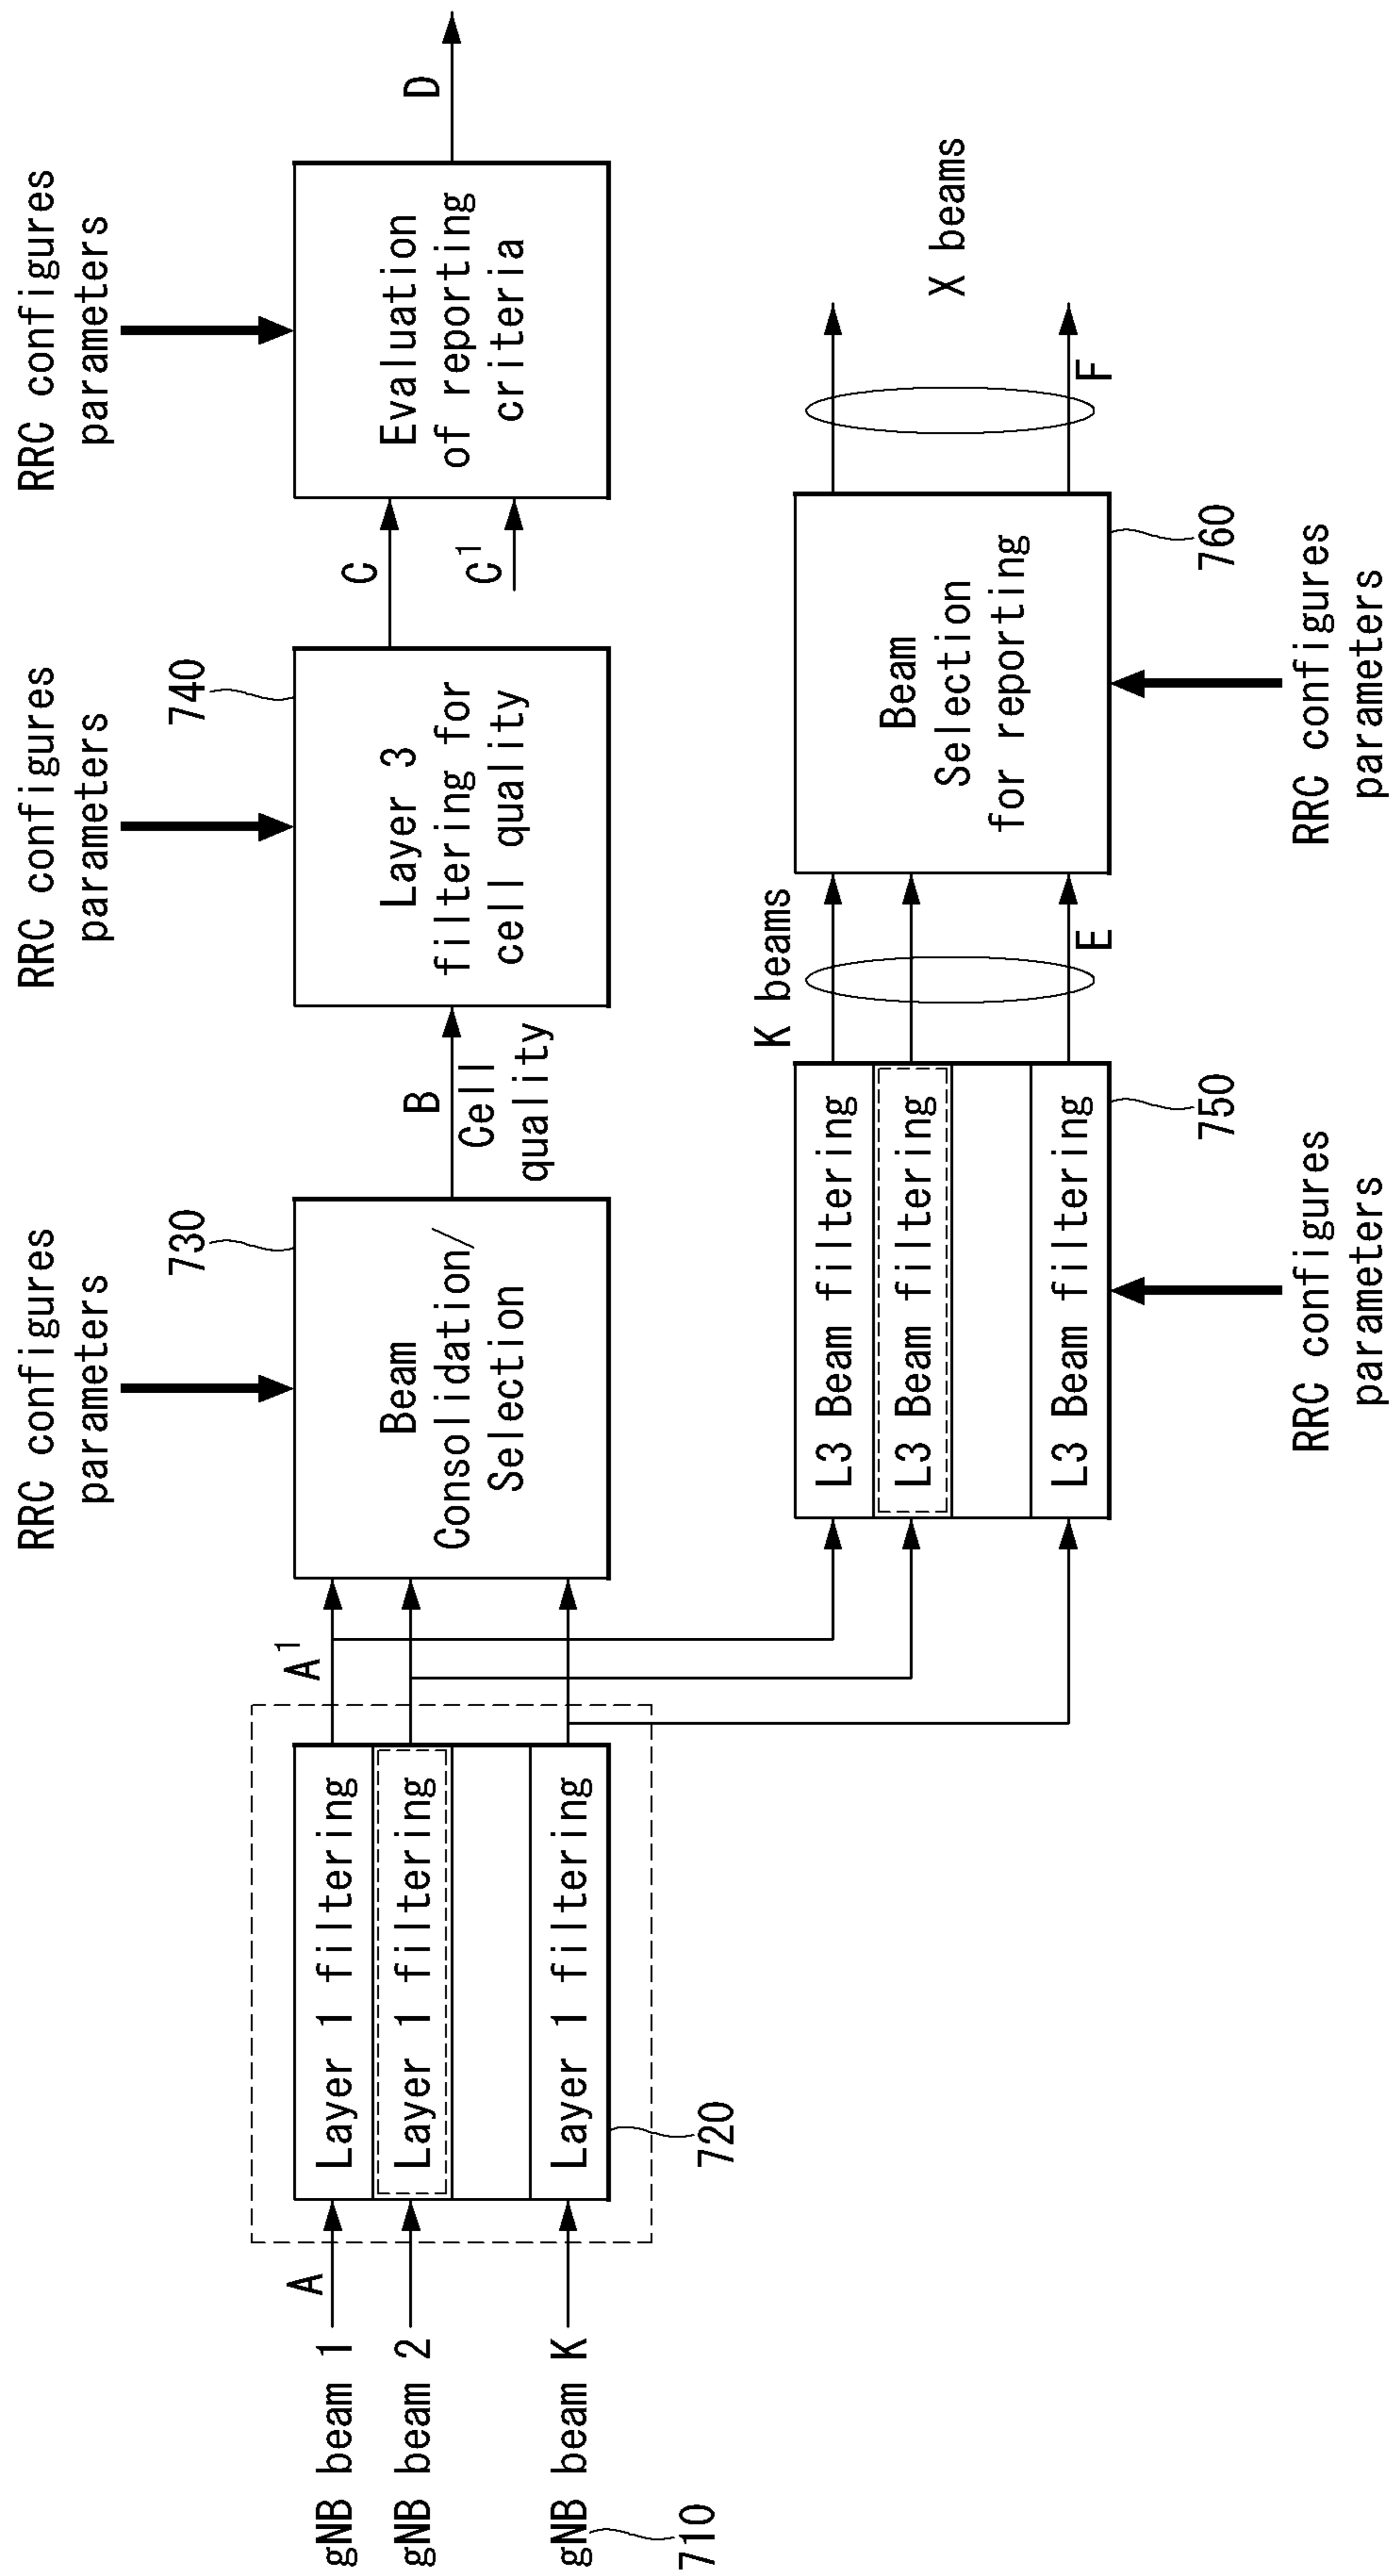 RRC configures
parameters
RRC configures
parameters
RRC configures
parameters
730
740
gNB beam 1
gNB beam 2
gNB beam K
710
A
Layer 1 filtering
Layer 1 filtering
Layer 1 filtering
720
A1
Beam
Consolidation/
Selection
B
Cell
quality
Layer 3
filtering for
cell quality
C
C1
Evaluation
of reporting
criteria
D
L3 Beam filtering
L3 Beam filtering
L3 Beam filtering
750
K beams
E
Beam
Selection
for reporting
760
F
X beams
RRC configures
parameters
RRC configures
parameters